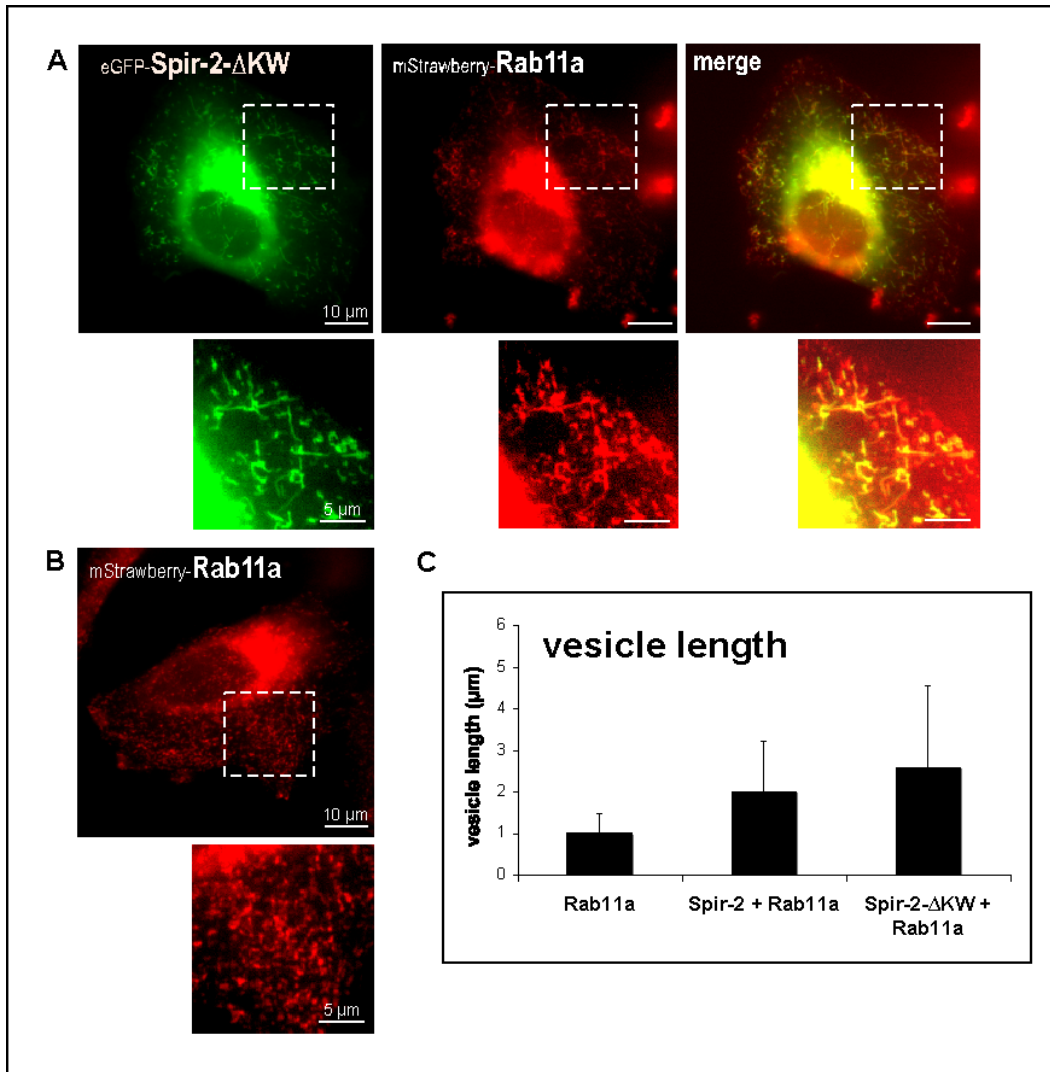 A
eGFP-Spir-2-ΔKW
mStrawberry-Rab11a
merge
10 µm
5 µm
B
mStrawberry-Rab11a
10 µm
5 µm
C
vesicle length
vesicle length (µm)
6
5
4
3
2
1
0
Rab11a
Spir-2 + Rab11a
Spir-2-ΔKW +
Rab11a